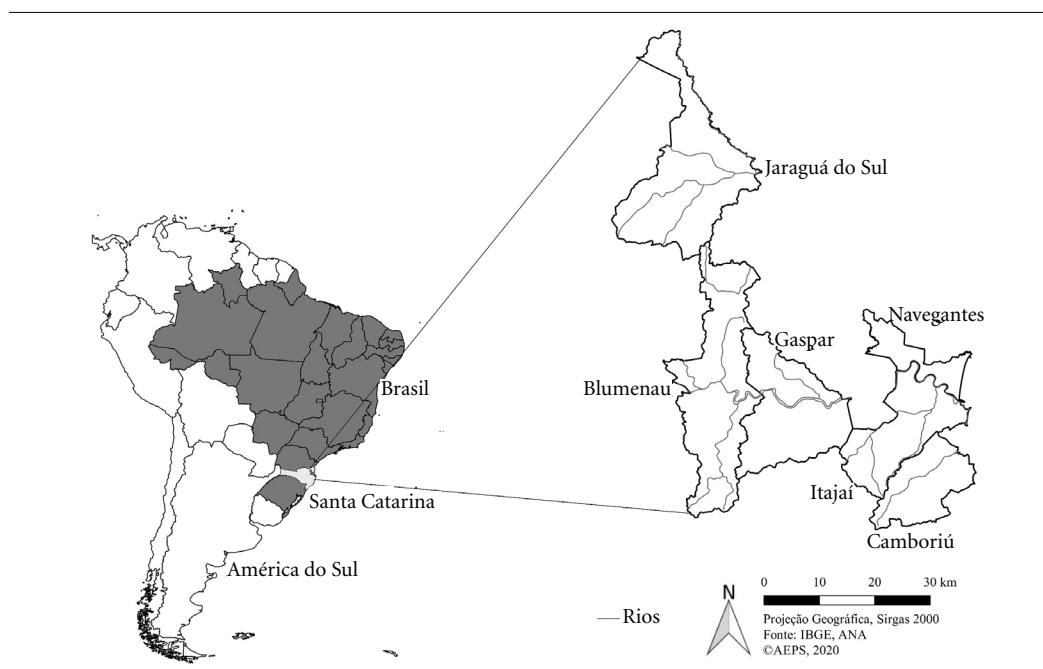 Jaraguá do Sul
Navegantes
Gaspar
Brasil
Blumenau
Santa Catarina
Itajaí
Camboriú
América do Sul
N
0 10 20 30 km
Rios
Projeção Geográfica, Sirgas 2000
Fonte: IBGE, ANA
©AEPS, 2020